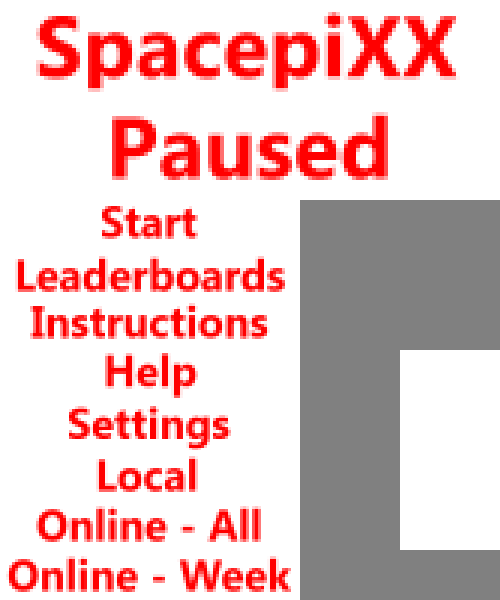 SpacepiXX
Paused
Start
Leaderboards
Instructions
Help
Settings
Local
Online - All
Online - Week